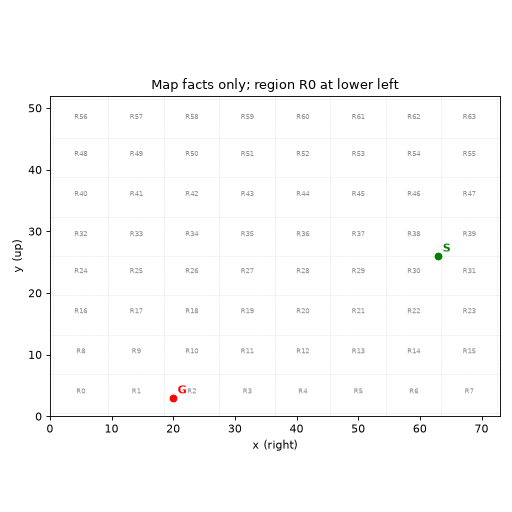 Map facts only; region R0 at lower left
50
R56 R57 R58 R59 R60 R61 R62 R63
R48 R49 R50 R51 R52 R53 R54 R55
40
R40 R41 R42 R43 R44 R45 R46 R47
30
R32 R33 R34 R35 R36 R37 R38 R39
S
R24 R25 R26 R27 R28 R29 R30 R31
20
R16 R17 R18 R19 R20 R21 R22 R23
10
R8 R9 R10 R11 R12 R13 R14 R15
R0 R1 G R2 R3 R4 R5 R6 R7
0
0 10 20 30 40 50 60 70
x (right)
y (up)